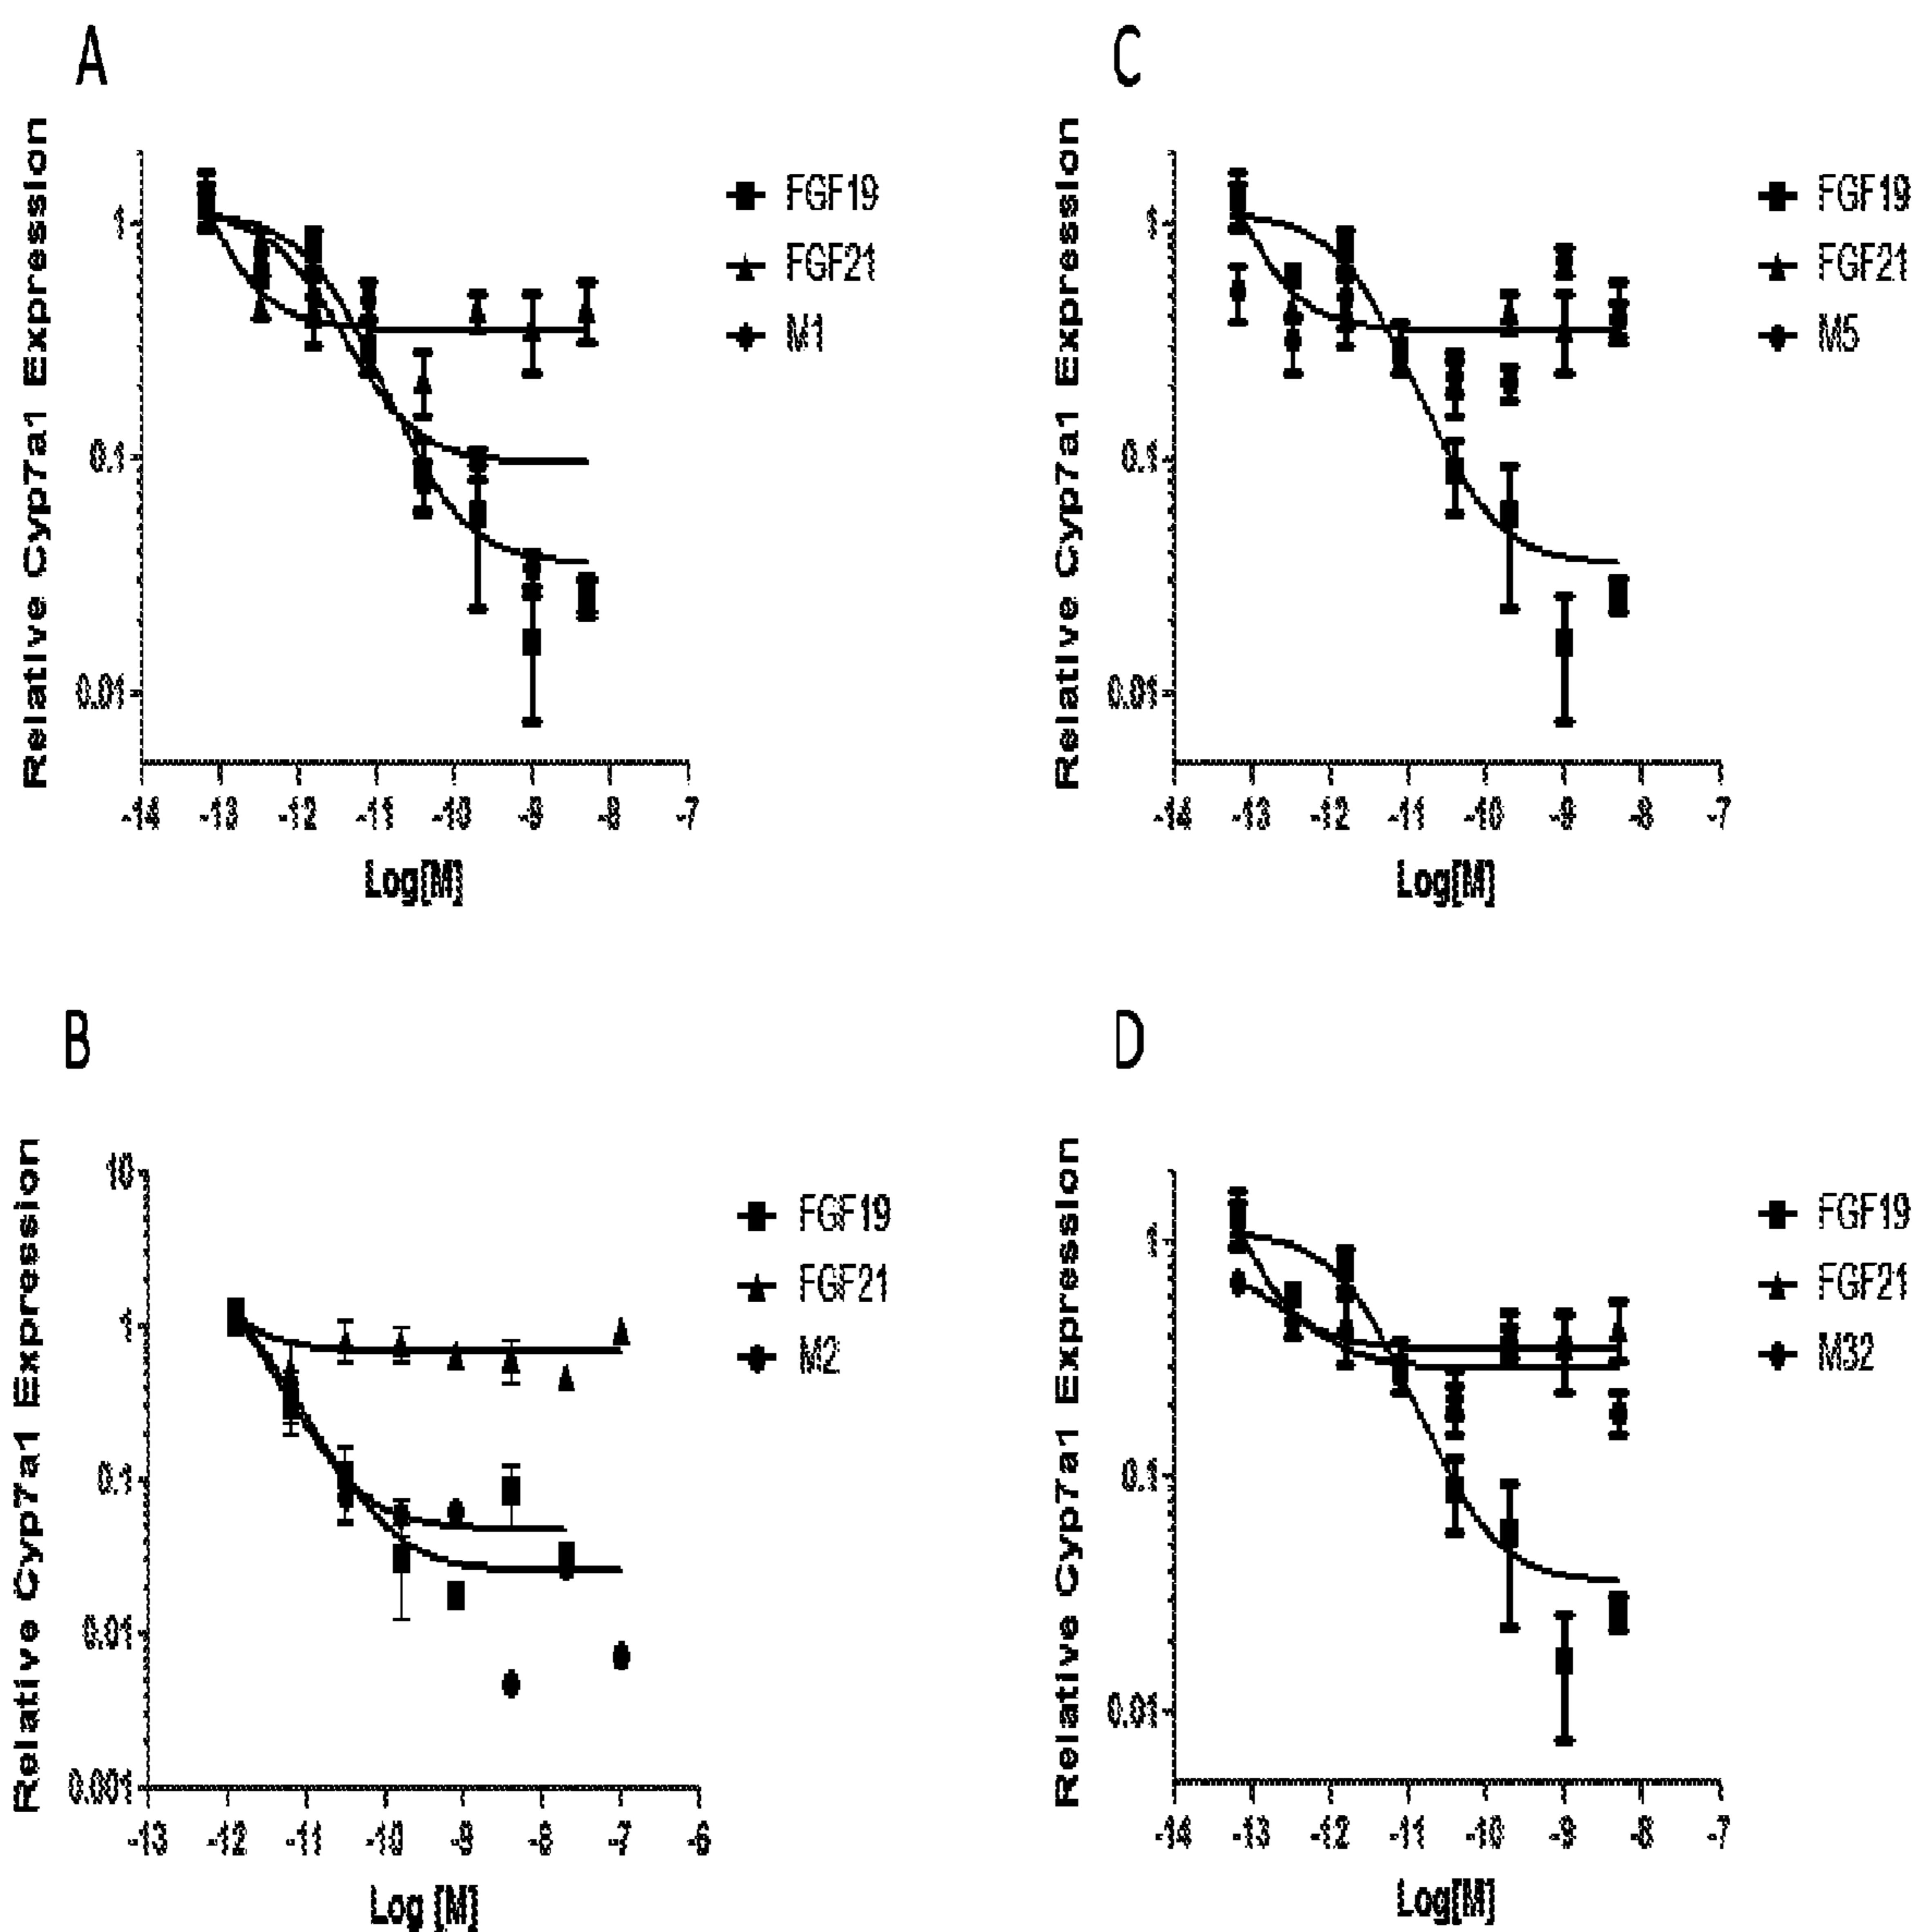 A
Relative Cyp7a1 Expression
1
0.1
0.01
-14 -13 -12 -11 -10 -9 -8 -7
Log[M]
FGF19
FGF21
M1
C
Relative Cyp7a1 Expression
1
0.1
0.01
-14 -13 -12 -11 -10 -9 -8 -7
Log[M]
FGF19
FGF21
M5
B
Relative Cyp7a1 Expression
10
1
0.1
0.01
0.001
-13 -12 -11 -10 -9 -8 -7 -6
Log [M]
FGF19
FGF21
M2
D
Relative Cyp7a1 Expression
1
0.1
0.01
-14 -13 -12 -11 -10 -9 -8 -7
Log[M]
FGF19
FGF21
M32